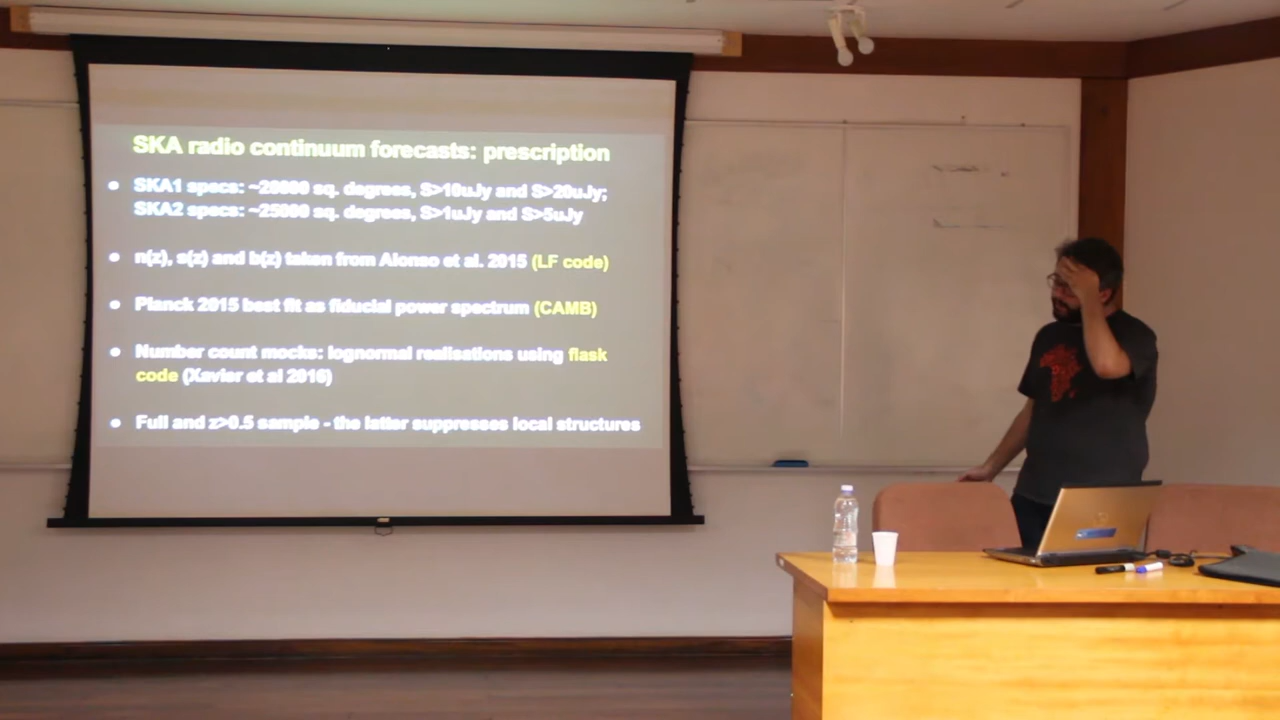 SKA radio continuum forecasts: prescription
SKA1 specs: ~20000 sq. degrees, S>10uJy and S>20uJy;
SKA2 specs: ~25000 sq. degrees, S>1uJy and S>5uJy
n(z), s(z) and b(z) taken from Alonso et al. 2015 (LF code)
Planck 2015 best fit as fiducial power spectrum (CAMB)
Number count mocks: lognormal realisations using flask
code (Xavier et al 2016)
Full and z>0.5 sample - the latter suppresses local structures